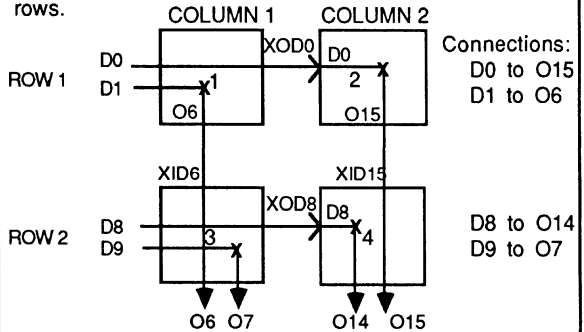 rows.
COLUMN 1 COLUMN 2
XOD0 D0 Connections:
D0 D0 to O15
ROW 1 D1 1 2 D1 to O6
O6 O15
XID6 XID15
XOD8 D8
D8 D8 to O14
ROW 2 D9 3 4 D9 to O7
O6 O7 O14 O15